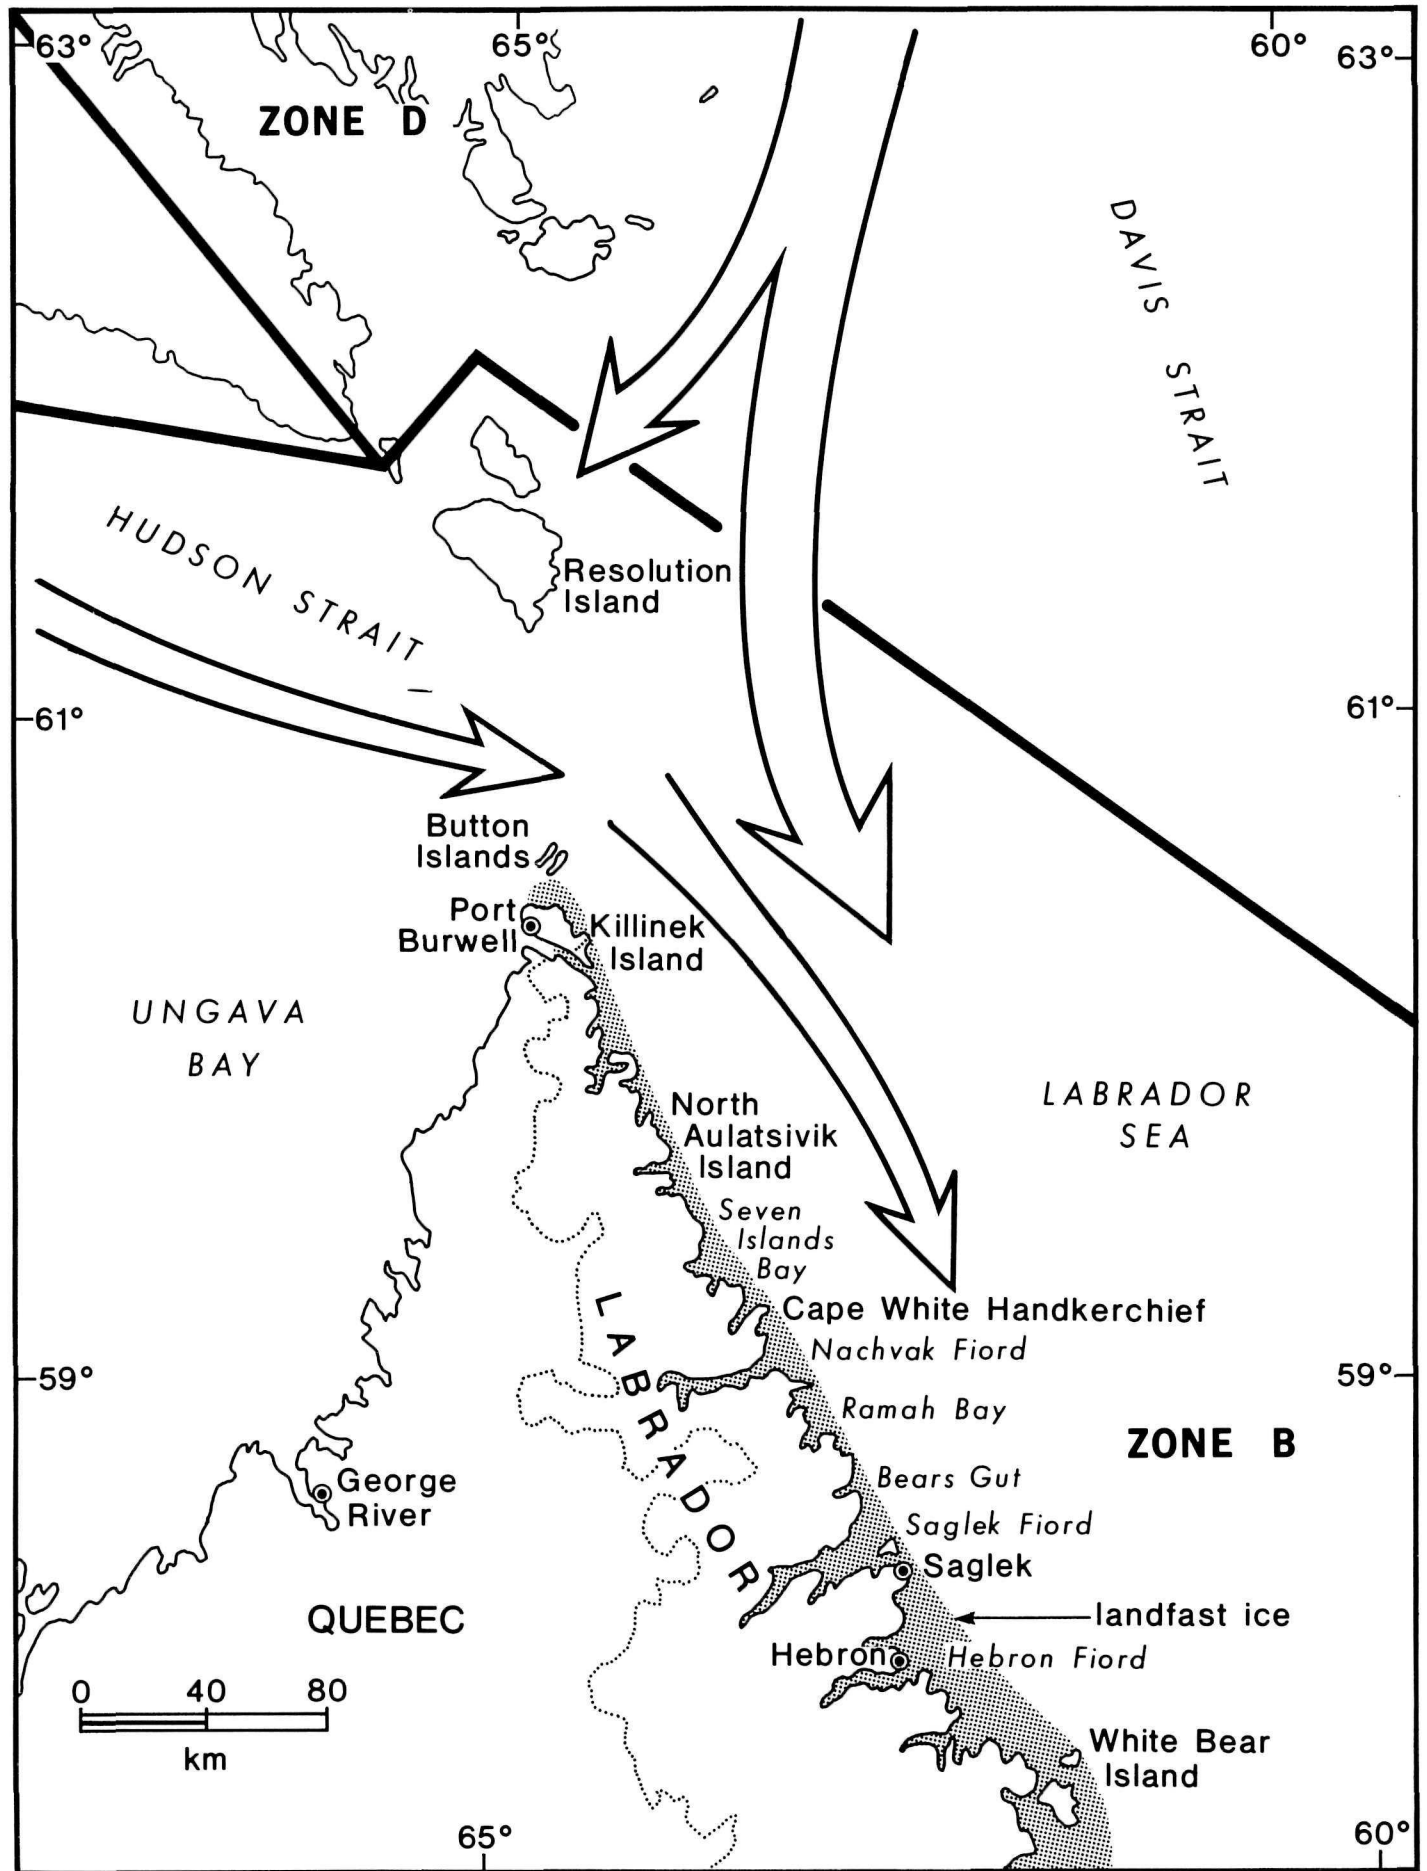 63°
65°
60°
63°
ZONE D
DAVIS STRAIT
HUDSON STRAIT
Resolution
Island
61°
61°
Button
Islands
Port
Burwell
Killinek
Island
UNGAVA
BAY
LABRADOR
SEA
North
Aulatsivik
Island
Seven
Islands
Bay
Cape White Handkerchief
Nachvak Fiord
59°
59°
LABRADOR
Ramah Bay
ZONE B
Bears Gut
George
River
Saglek Fiord
Saglek
QUEBEC
landfast ice
Hebron
Hebron Fiord
0 40 80
km
White Bear
Island
65°
60°